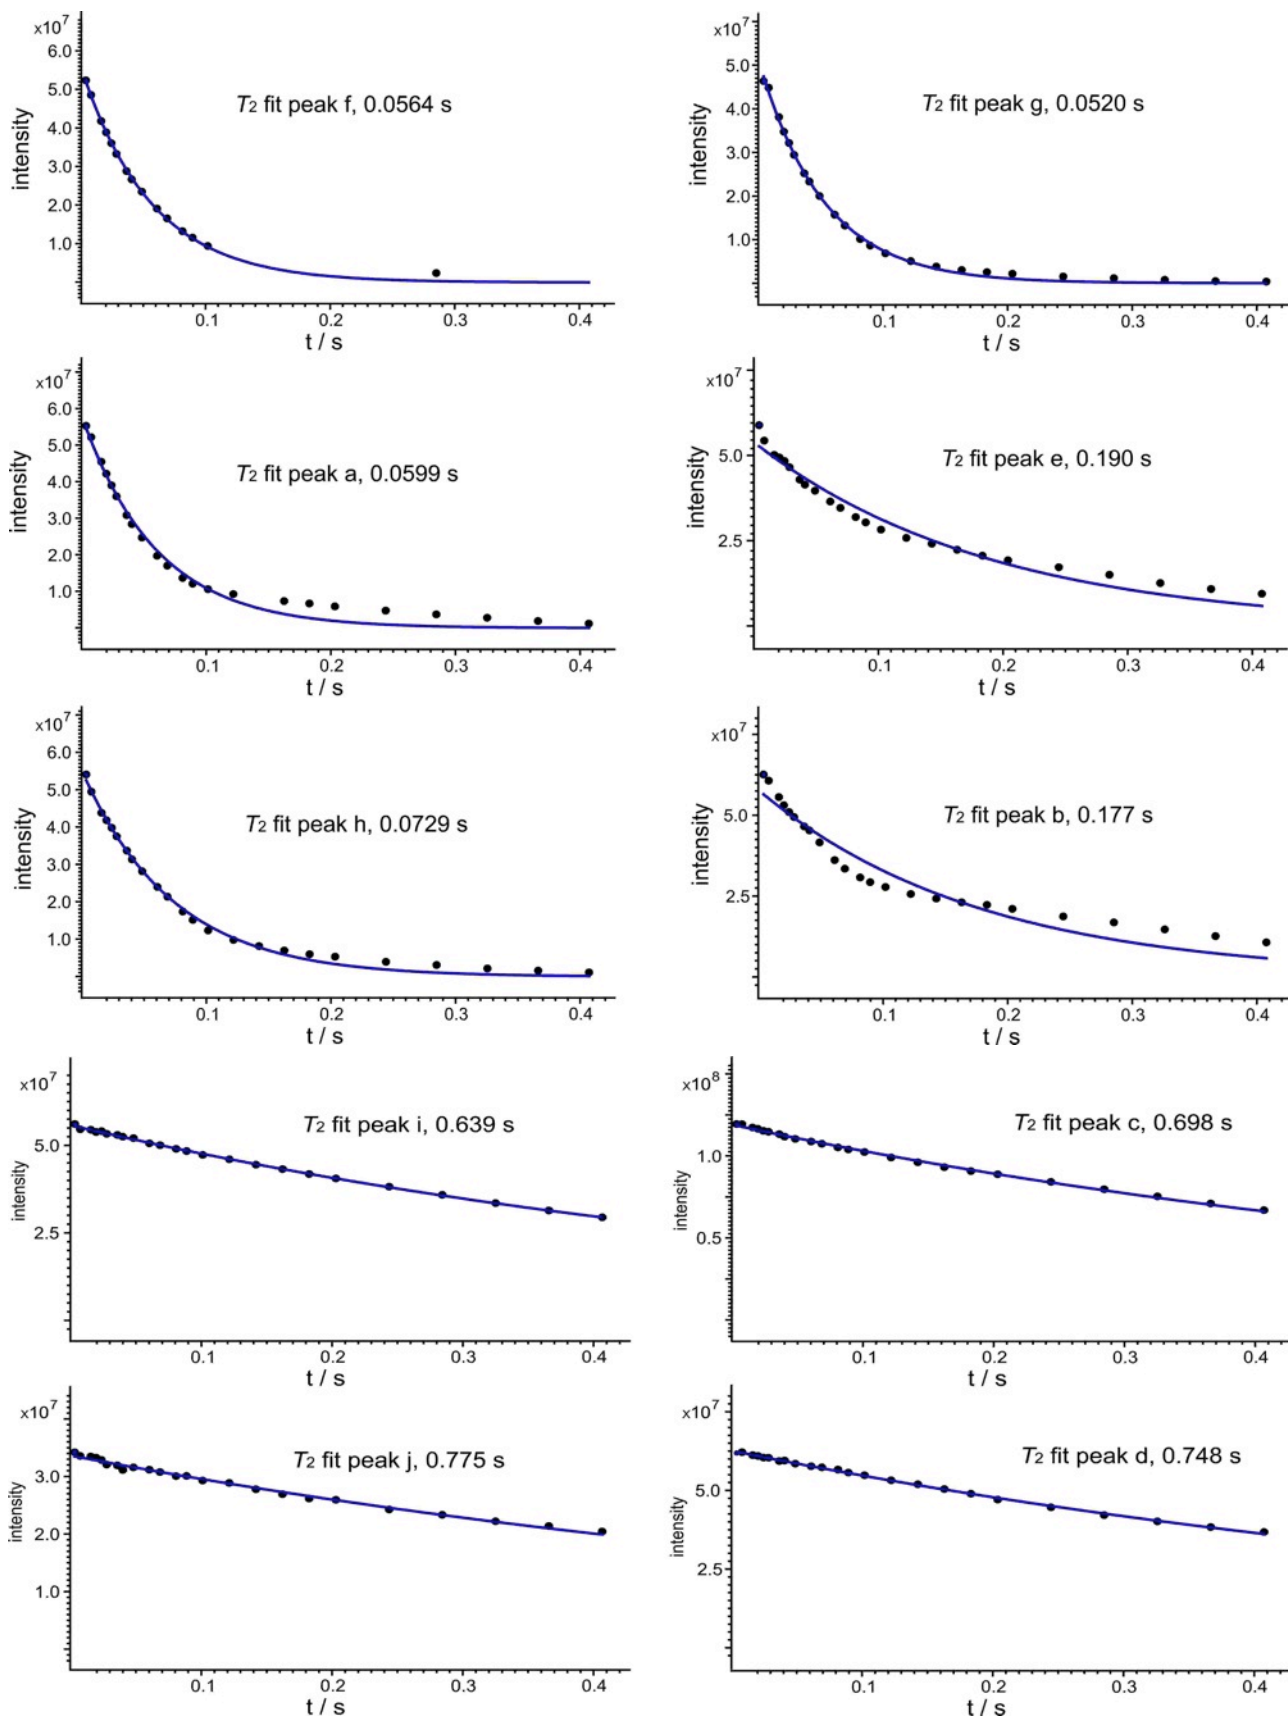 x10⁷
6.0
5.0
4.0
3.0
2.0
1.0
intensity
T2 fit peak f, 0.0564 s
0.1
0.2
0.3
0.4
t / s
x10⁷
5.0
4.0
3.0
2.0
1.0
intensity
T2 fit peak g, 0.0520 s
0.1
0.2
0.3
0.4
t / s
x10⁷
6.0
5.0
4.0
3.0
2.0
1.0
intensity
T2 fit peak a, 0.0599 s
0.1
0.2
0.3
0.4
t / s
x10⁷
5.0
2.5
intensity
T2 fit peak e, 0.190 s
0.1
0.2
0.3
0.4
t / s
x10⁷
6.0
5.0
4.0
3.0
2.0
1.0
intensity
T2 fit peak h, 0.0729 s
0.1
0.2
0.3
0.4
t / s
x10⁷
5.0
2.5
intensity
T2 fit peak b, 0.177 s
0.1
0.2
0.3
0.4
t / s
x10⁷
5.0
2.5
intensity
T2 fit peak i, 0.639 s
0.1
0.2
0.3
0.4
t / s
x10⁸
1.0
0.5
intensity
T2 fit peak c, 0.698 s
0.1
0.2
0.3
0.4
t / s
x10⁷
3.0
2.0
1.0
intensity
T2 fit peak j, 0.775 s
0.1
0.2
0.3
0.4
t / s
x10⁷
5.0
2.5
intensity
T2 fit peak d, 0.748 s
0.1
0.2
0.3
0.4
t / s